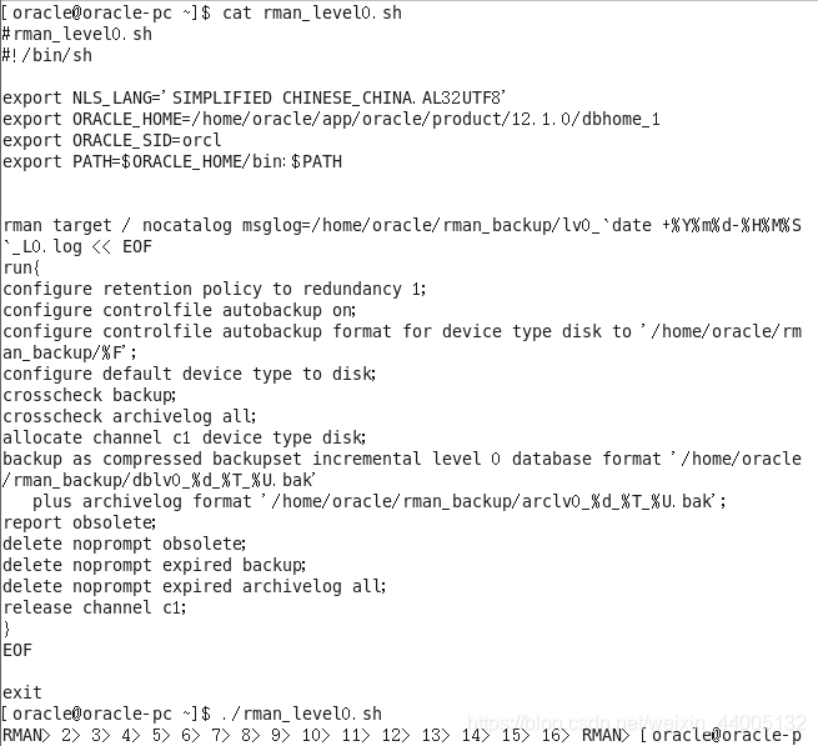 [oracle@oracle-pc ~]$ cat rman_level0.sh
#rman_level0.sh
#!/bin/sh
export NLS_LANG='SIMPLIFIED CHINESE_CHINA.AL32UTF8'
export ORACLE_HOME=/home/oracle/app/oracle/product/12.1.0/dbhome_1
export ORACLE_SID=orcl
export PATH=$ORACLE_HOME/bin:$PATH
rman target / nocatalog msglog=/home/oracle/rman_backup/lv0_`date +%Y%m%d-%H%M%S
`_L0.log << EOF
run{
configure retention policy to redundancy 1;
configure controlfile autobackup on;
configure controlfile autobackup format for device type disk to '/home/oracle/rm
an_backup/%F';
configure default device type to disk;
crosscheck backup;
crosscheck archivelog all;
allocate channel c1 device type disk;
backup as compressed backupset incremental level 0 database format '/home/oracle
/rman_backup/dblv0_%d_%T_%U.bak'
   plus archivelog format '/home/oracle/rman_backup/arclv0_%d_%T_%U.bak';
report obsolete;
delete noprompt obsolete;
delete noprompt expired backup;
delete noprompt expired archivelog all;
release channel c1;
}
EOF
exit
[oracle@oracle-pc ~]$ ./rman_level0.sh
https://blog.csdn.net/weixin_44005132
RMAN> 2> 3> 4> 5> 6> 7> 8> 9> 10> 11> 12> 13> 14> 15> 16> RMAN> [oracle@oracle-p